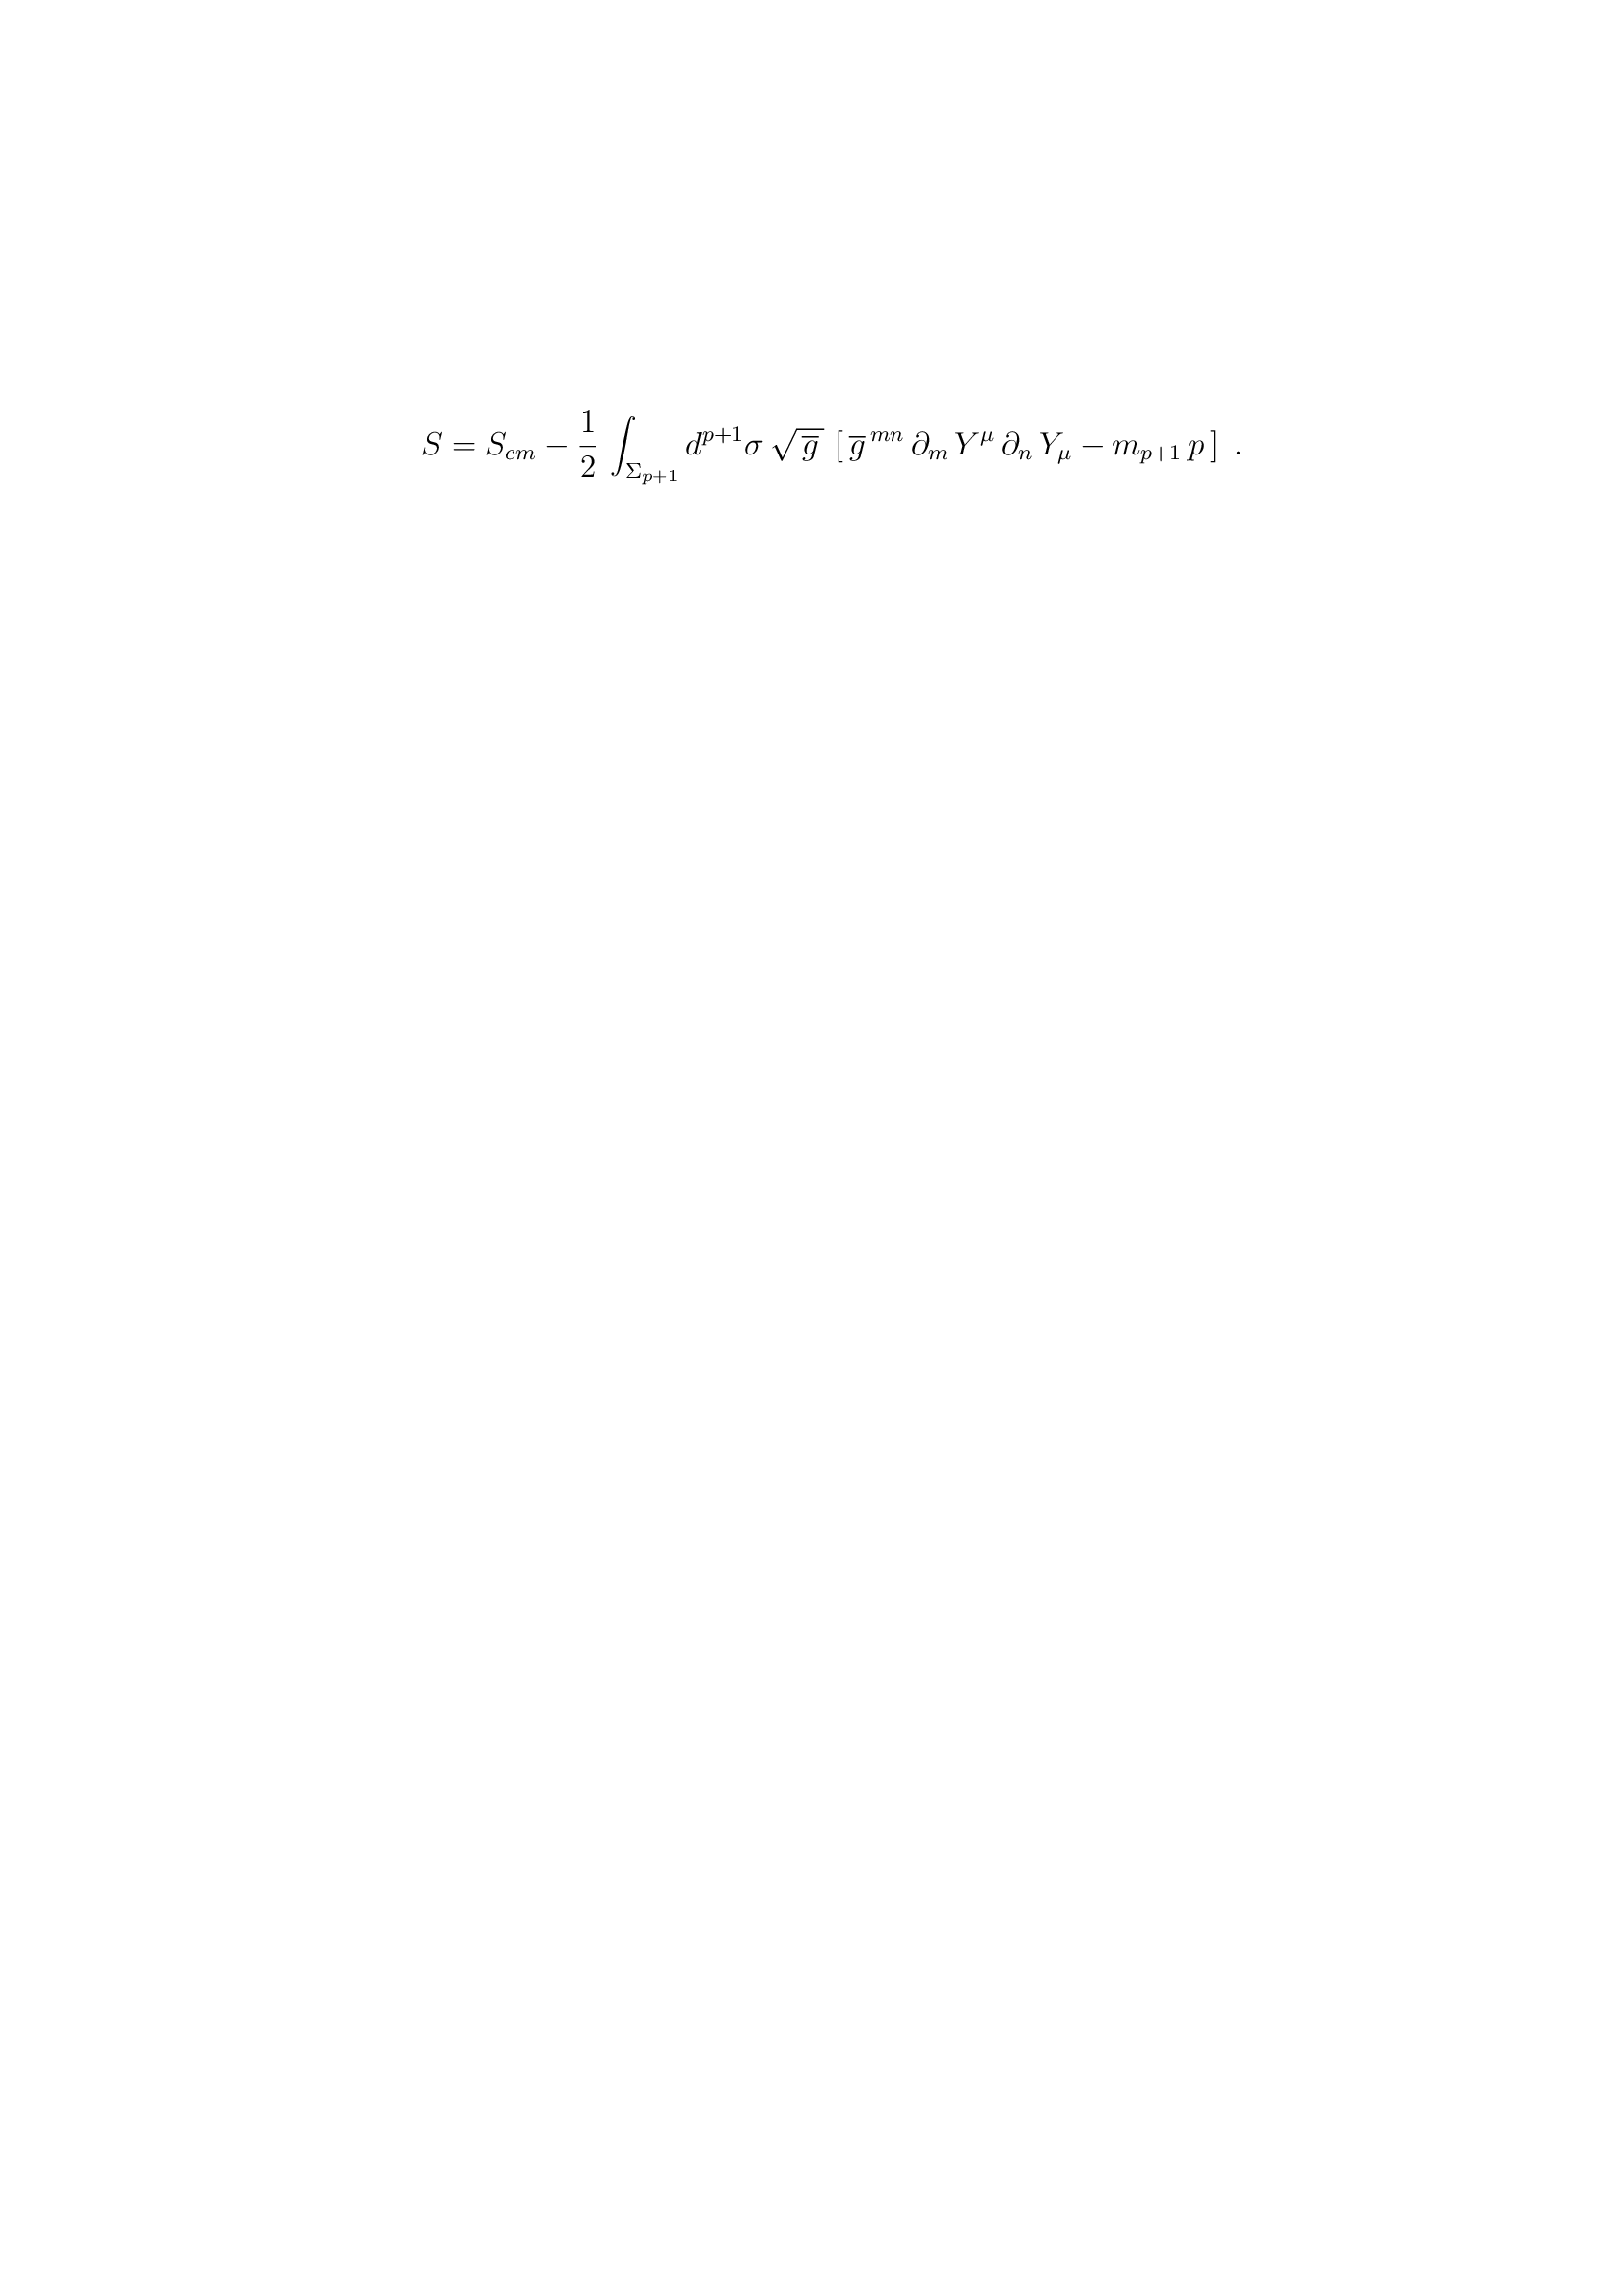 $S = S_{cm} - \frac{1}{2} \int_{\Sigma_{p+1}} d^{p+1}\sigma \, \sqrt{\,\overline{g}\,} \, \left[ \, \overline{g}^{\,mn} \, \partial_m Y^\mu \, \partial_n Y_\mu - m_{p+1} \, p \, \right] \, .$